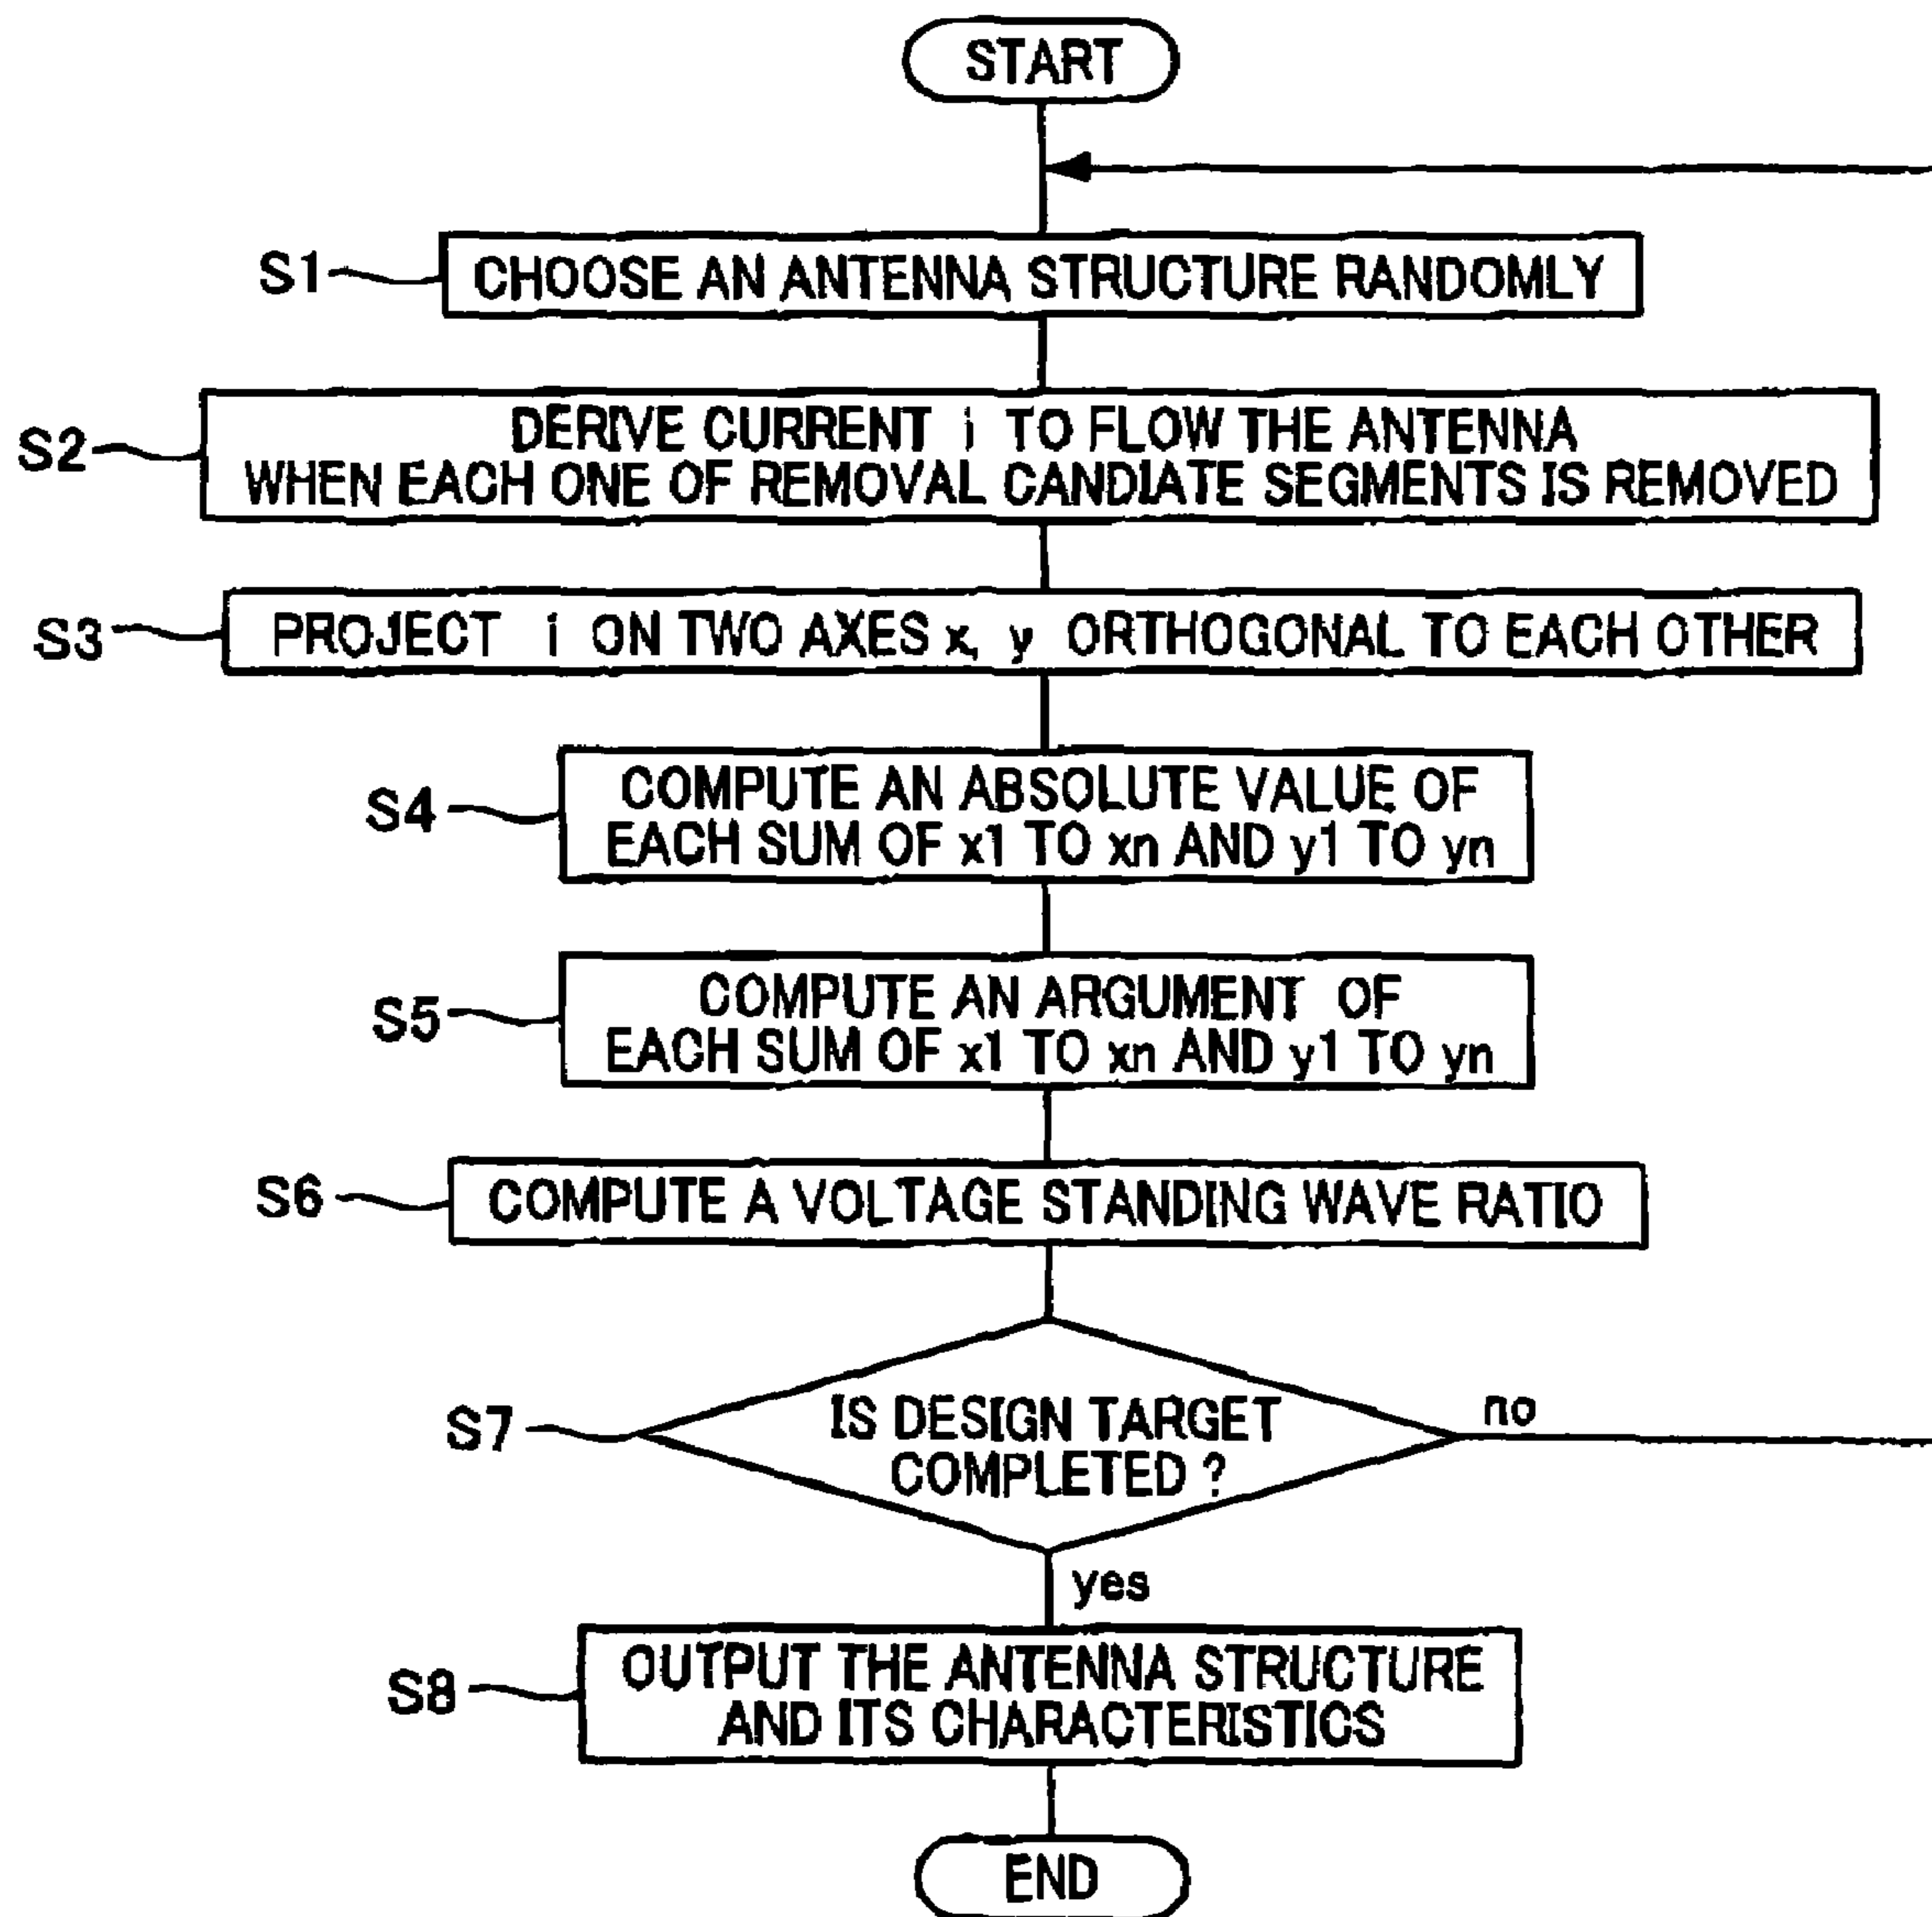 START
S1 CHOOSE AN ANTENNA STRUCTURE RANDOMLY
S2 DERIVE CURRENT i TO FLOW THE ANTENNA
WHEN EACH ONE OF REMOVAL CANDIATE SEGMENTS IS REMOVED
S3 PROJECT i ON TWO AXES x, y ORTHOGONAL TO EACH OTHER
S4 COMPUTE AN ABSOLUTE VALUE OF
EACH SUM OF x1 TO xn AND y1 TO yn
S5 COMPUTE AN ARGUMENT OF
EACH SUM OF x1 TO xn AND y1 TO yn
S6 COMPUTE A VOLTAGE STANDING WAVE RATIO
S7 IS DESIGN TARGET
COMPLETED ?
no
yes
S8 OUTPUT THE ANTENNA STRUCTURE
AND ITS CHARACTERISTICS
END